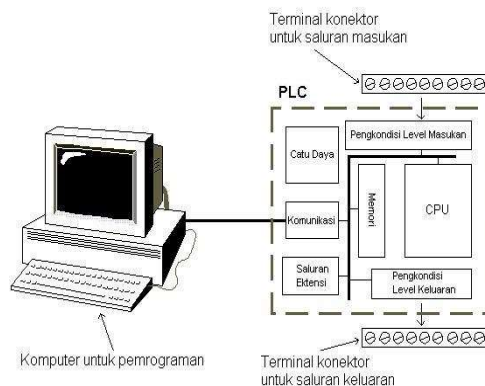 Terminal konektor
untuk saluran masukan
PLC
Pengkondisi Level Masukan
Catu Daya
Komunikasi
Memori
CPU
Saluran
Ektensi
Pengkondisi
Level Keluaran
Komputer untuk pemrograman
Terminal konektor
untuk saluran keluaran